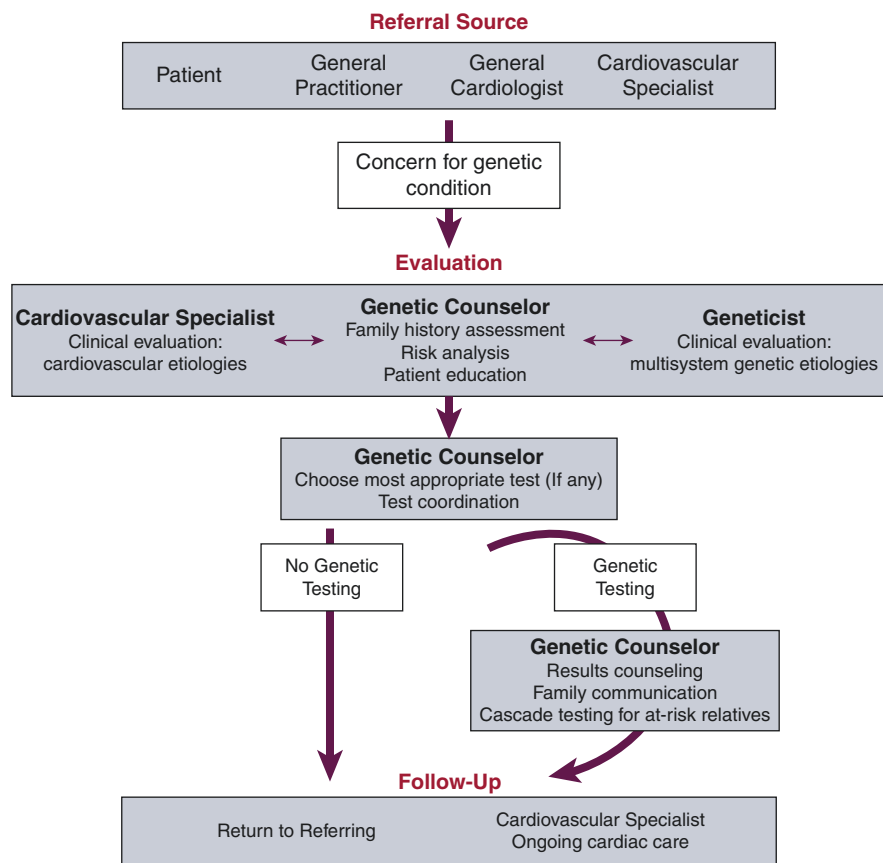 Referral Source
Patient
General
Practitioner
General
Cardiologist
Cardiovascular
Specialist
Concern for genetic
condition
Evaluation
Cardiovascular Specialist
Clinical evaluation:
cardiovascular etiologies
Genetic Counselor
Family history assessment
Risk analysis
Patient education
Geneticist
Clinical evaluation:
multisystem genetic etiologies
Genetic Counselor
Choose most appropriate test (If any)
Test coordination
No Genetic
Testing
Genetic
Testing
Genetic Counselor
Results counseling
Family communication
Cascade testing for at-risk relatives
Follow-Up
Return to Referring
Cardiovascular Specialist
Ongoing cardiac care